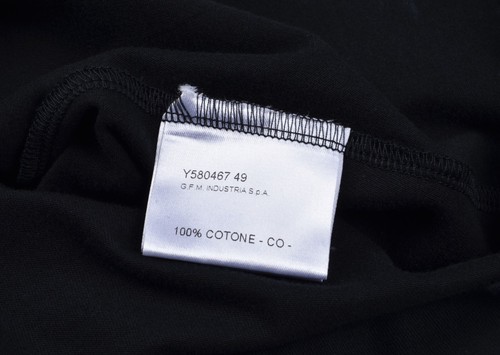 Y580467 49
G.F.M. INDUSTRIA S.p.A.
100% COTONE - CO -